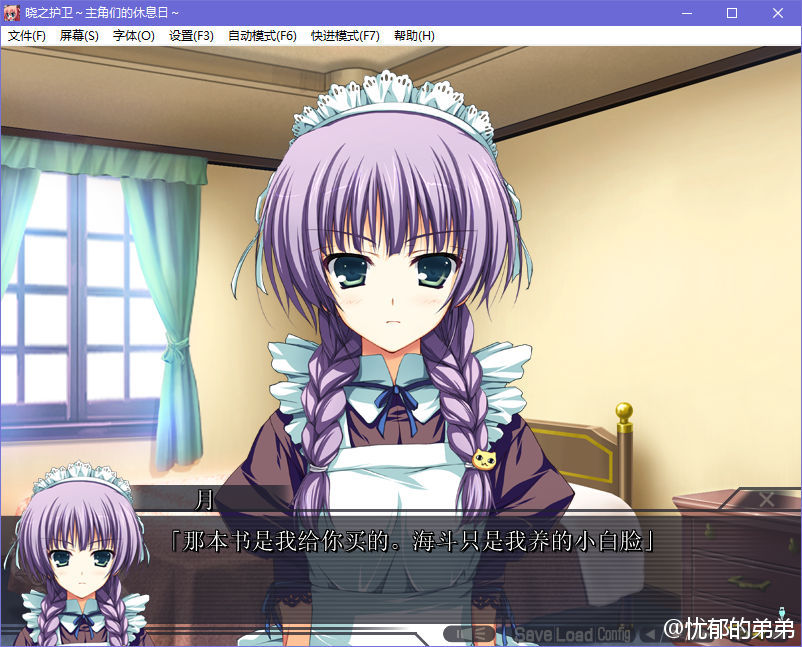 晓之护卫～主角们的休息日～
文件(F) 屏幕(S) 字体(O) 设置(F3) 自动模式(F6) 快进模式(F7) 帮助(H)
月
「那本书是我给你买的。海斗只是我养的小白脸」
Save Load Config
@忧郁的弟弟